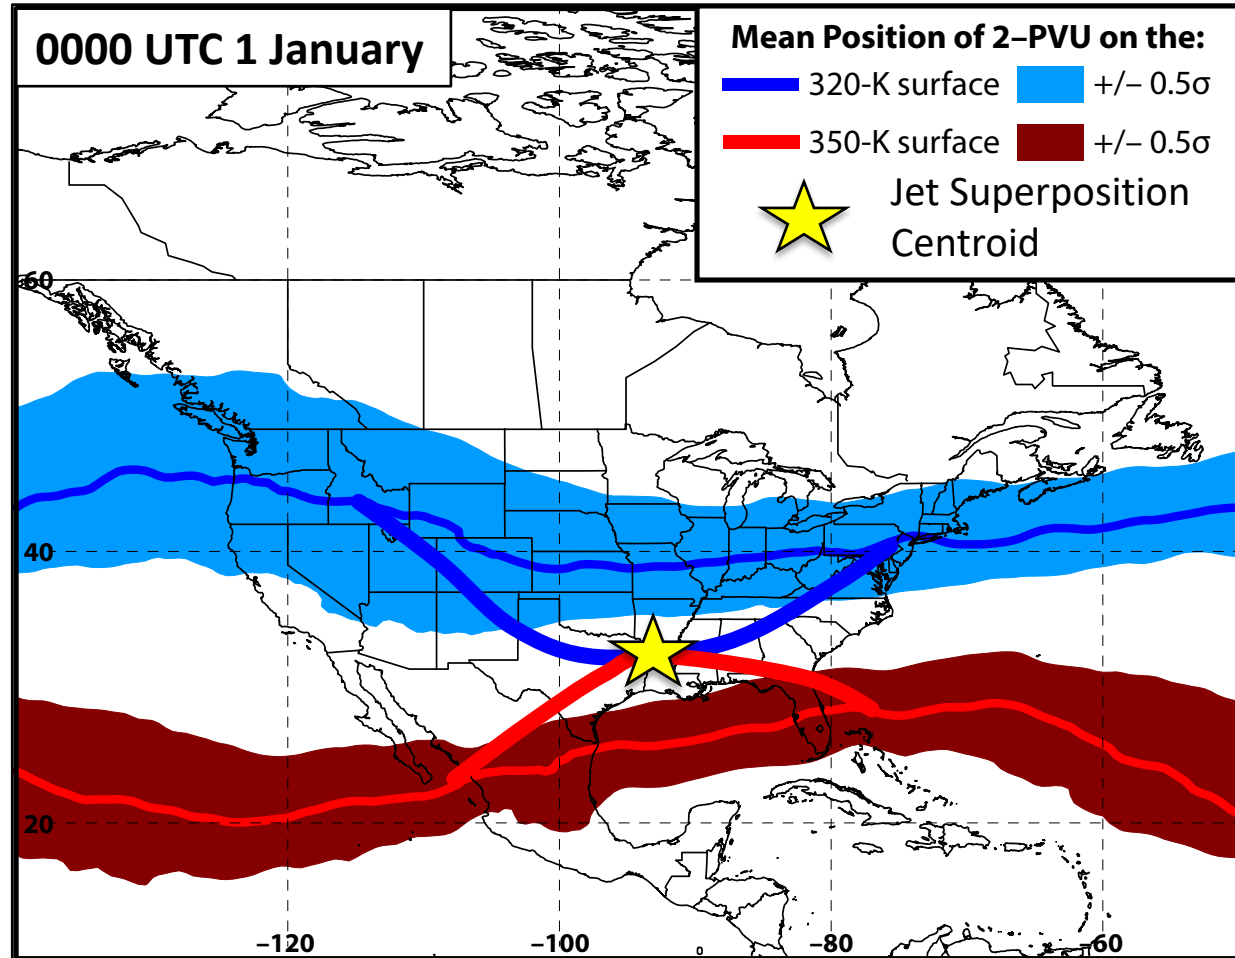 0000 UTC 1 January
Mean Position of 2–PVU on the:
320-K surface +/– 0.5σ
350-K surface +/– 0.5σ
Jet Superposition
Centroid
60
40
20
–120 –100 –80 –60